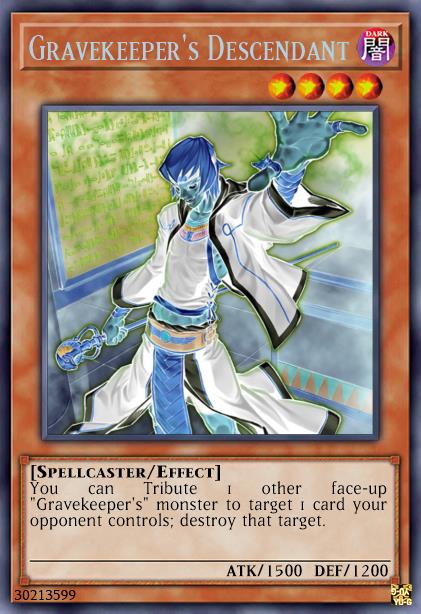 Gravekeeper's Descendant
DARK
闇
[Spellcaster/Effect]
You can Tribute 1 other face-up
"Gravekeeper's" monster to target 1 card your
opponent controls; destroy that target.
ATK/1500 DEF/1200
30213599